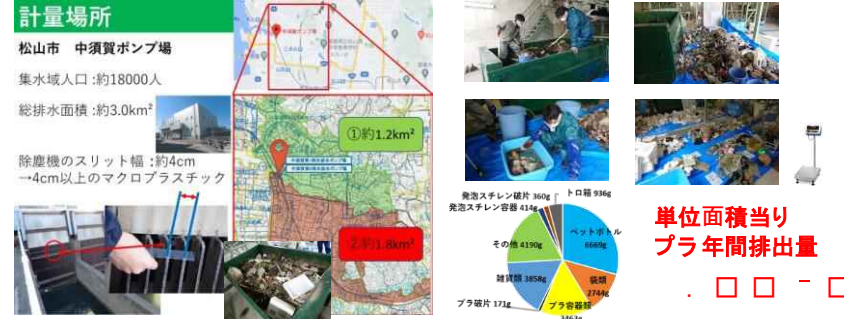 計量場所
松山市 中須賀ポンプ場
集水域人口:約18000人
総排水面積:約3.0km²
除塵機のスリット幅:約4cm
→4cm以上のマクロプラスチック
中須賀ポンプ場
①約1.2km²
②約1.8km²
発泡スチレン破片 360g
トロ箱 936g
発泡スチレン容器 414g
ペットボトル
6669g
その他 4190g
袋類
2744g
雑貨類 3858g
プラ容器類
プラ破片 171g
単位面積当り
プラ年間排出量